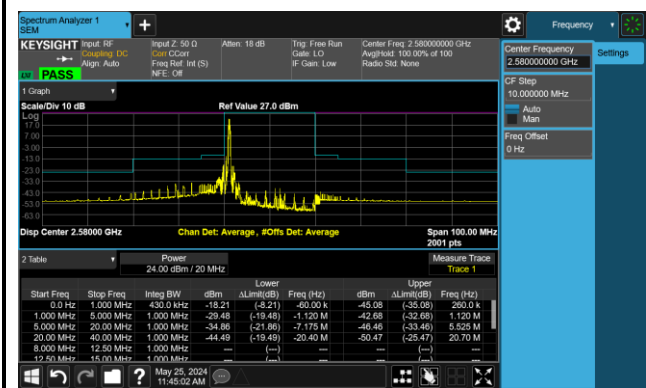 Spectrum Analyzer 1
SEM
Frequency
KEYSIGHT
Input: RF
Coupling: DC
Align: Auto
Input Z: 50 Ω
Corr CCorr
Freq Ref: Int (S)
NFE: Off
Atten: 18 dB
Trig: Free Run
Gate: LO
IF Gain: Low
Center Freq: 2.580000000 GHz
Avg|Hold: 100.00% of 100
Radio Std: None
PASS
Center Frequency
2.580000000 GHz
Settings
CF Step
10.000000 MHz
Auto
Man
Freq Offset
0 Hz
1 Graph
Scale/Div 10 dB
Ref Value 27.0 dBm
Log
17.0
7.00
-3.00
-13.0
-23.0
-33.0
-43.0
-53.0
-63.0
Disp Center 2.58000 GHz
Chan Det: Average, #Offs Det: Average
Span 100.00 MHz
2001 pts
2 Table
Power
24.00 dBm / 20 MHz
Measure Trace
Trace 1
Lower Upper
Start Freq Stop Freq Integ BW dBm ΔLimit(dB) Freq (Hz) dBm ΔLimit(dB) Freq (Hz)
0.0 Hz 1.000 MHz 430.0 kHz -18.21 (-8.21) -60.00 k -45.08 (-35.08) 260.0 k
1.000 MHz 5.000 MHz 1.000 MHz -29.48 (-19.48) -1.120 M -42.68 (-32.68) 1.120 M
5.000 MHz 20.00 MHz 1.000 MHz -34.86 (-21.86) -7.175 M -46.46 (-33.46) 5.525 M
20.00 MHz 40.00 MHz 1.000 MHz -44.49 (-19.49) -20.40 M -50.47 (-25.47) 20.70 M
8.000 MHz 12.50 MHz 1.000 MHz --- (---) --- (---)
12.50 MHz 15.00 MHz 1.000 MHz --- (---) --- (---)
May 25, 2024
11:45:02 AM